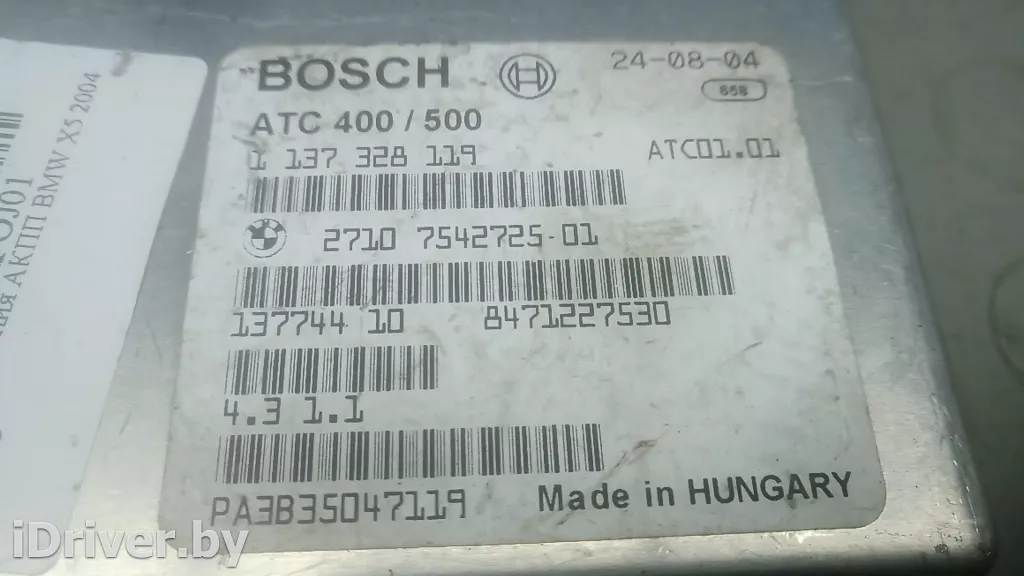 BOSCH
24-08-04
658
ATC 400 / 500
1 137 328 119
ATC01.01
2710 7542725-01
137744 10 8471227530
4.3 1.1
PA3B35047119
Made in HUNGARY
АКПП BMW X5 2004
iDriver.by